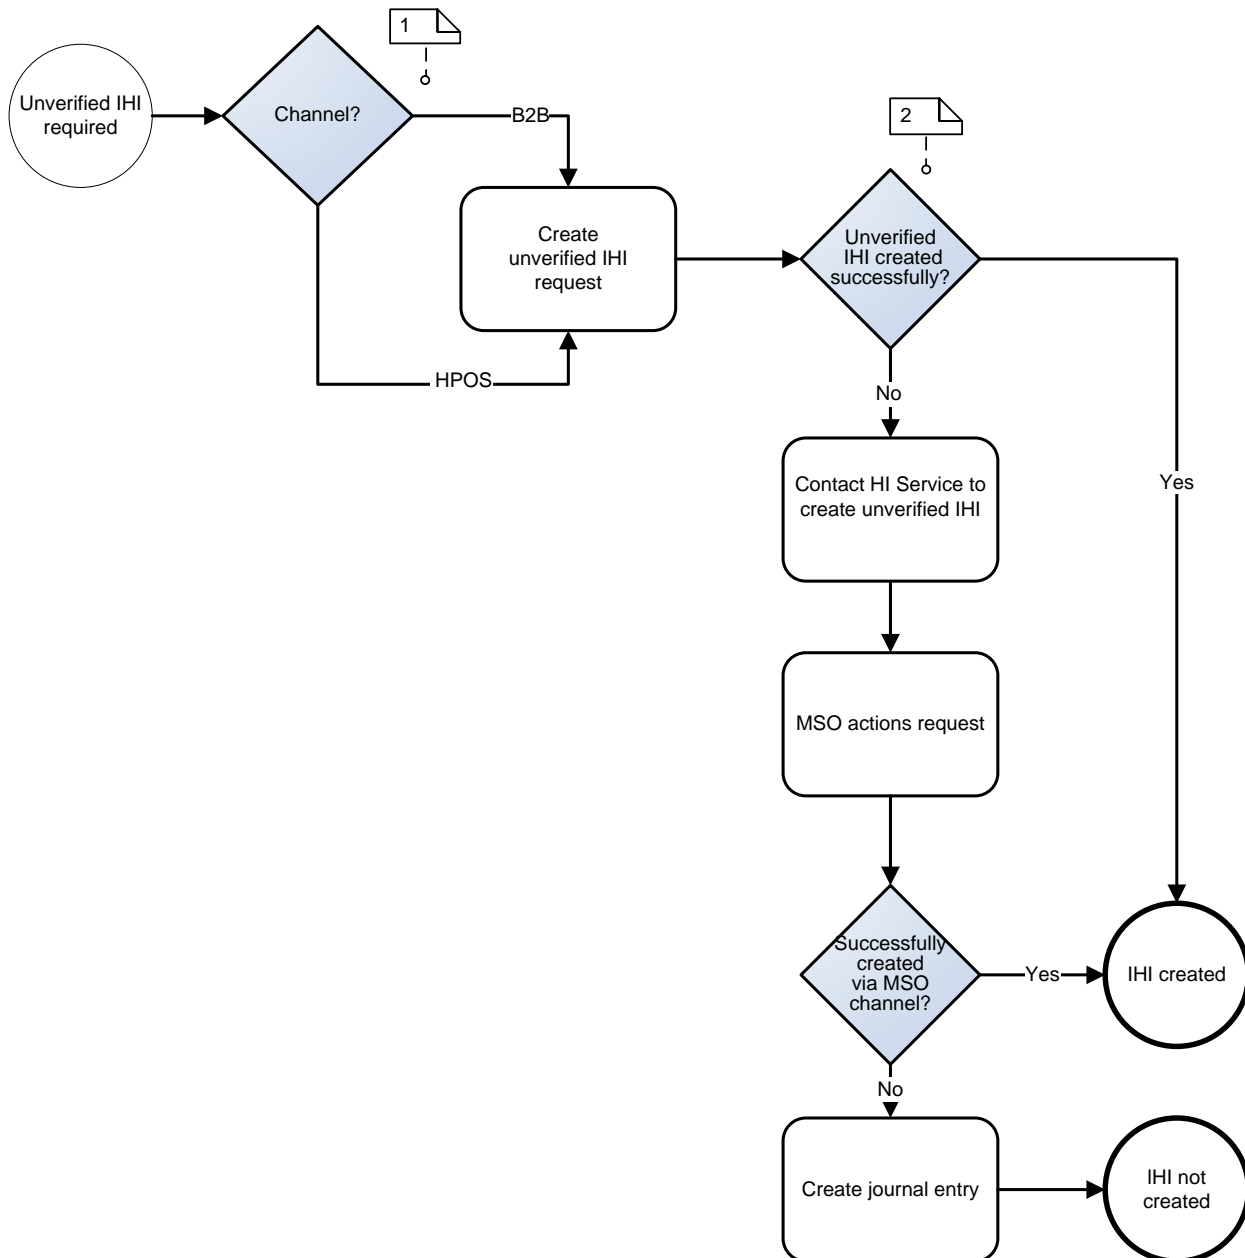 1
Unverified IHI
required
Channel?
B2B
2
Create
unverified IHI
request
Unverified
IHI created
successfully?
HPOS
No
Yes
Contact HI Service to
create unverified IHI
MSO actions request
Successfully
created
via MSO
channel?
Yes
IHI created
No
Create journal entry
IHI not
created